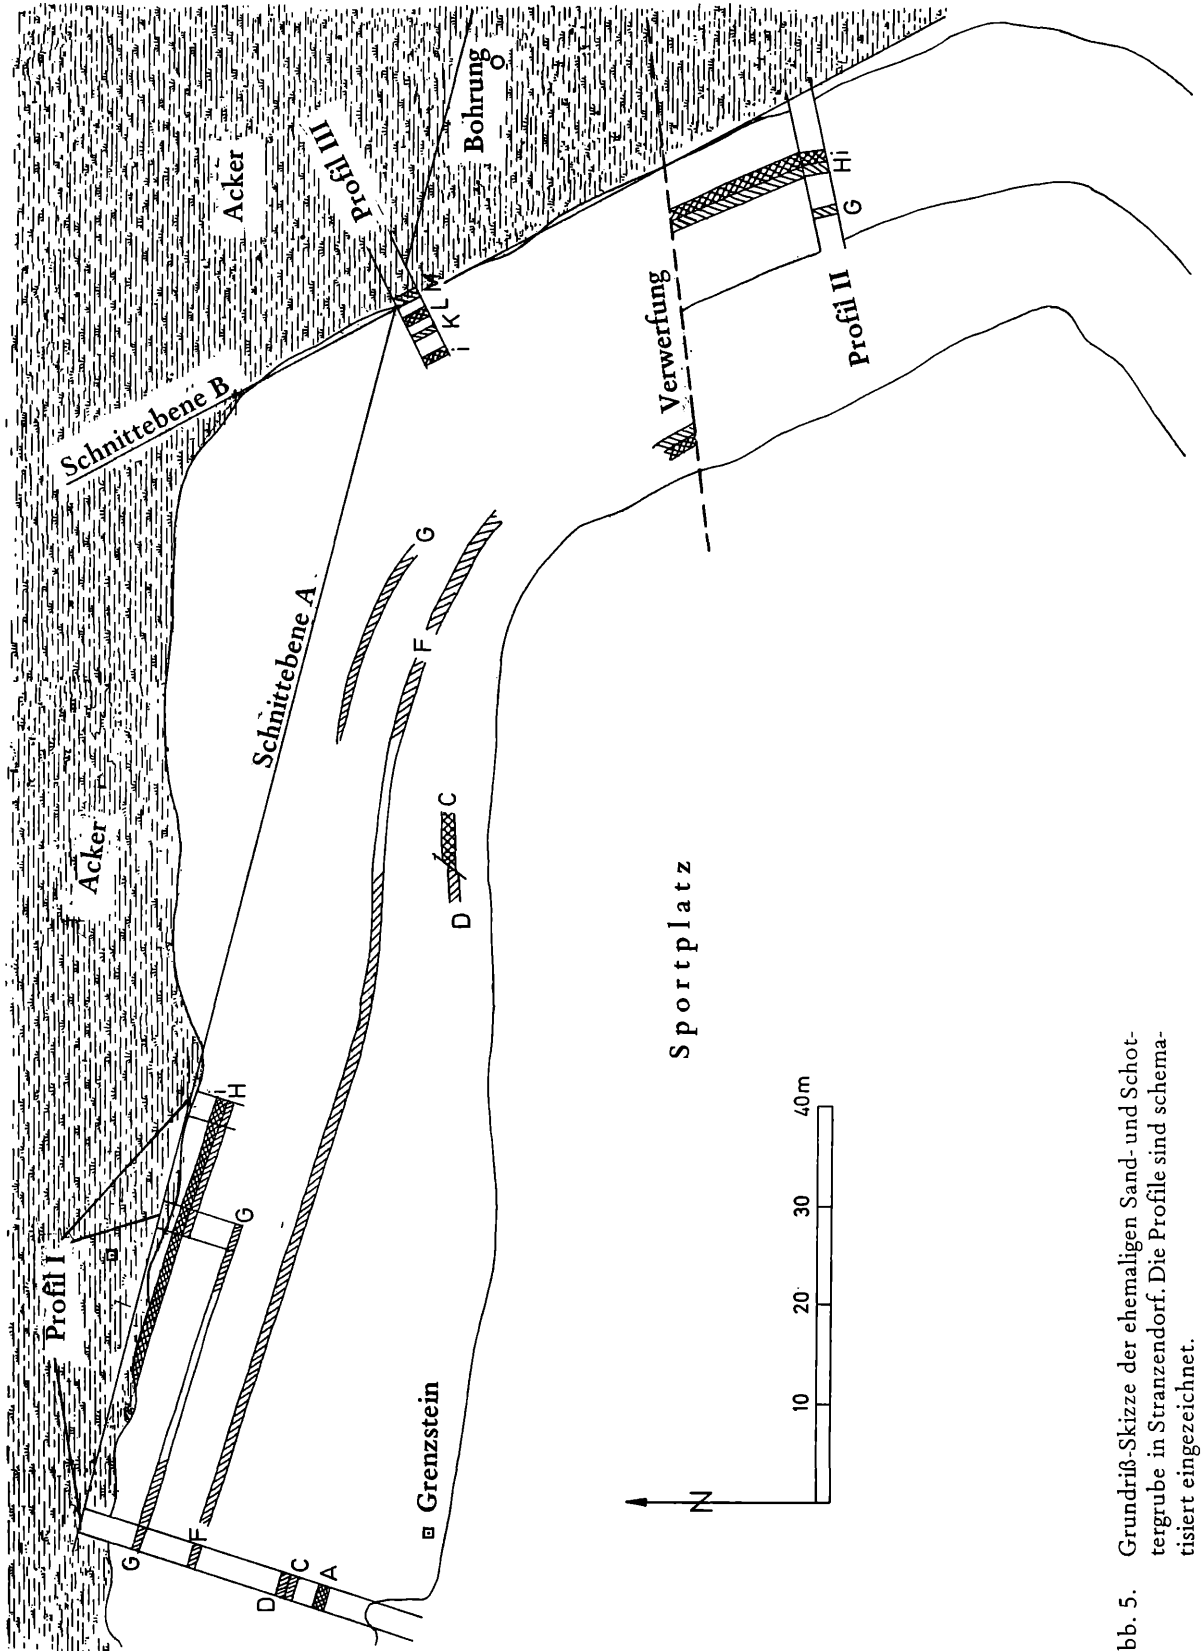 Acker
Profil III
Bohrung
Acker
Schnittebene B
M
L
K
i
Schnittebene A
G
F
Verwerfung
Hi
G
Profil II
C
D
Profil I
i
H
G
G
F
D
C
A
Grenzstein
Sportplatz
N
10
20
30
40m
bb. 5. Grundriß-Skizze der ehemaligen Sand- und Schot-
tergrube in Stranzendorf. Die Profile sind schema-
tisiert eingezeichnet.